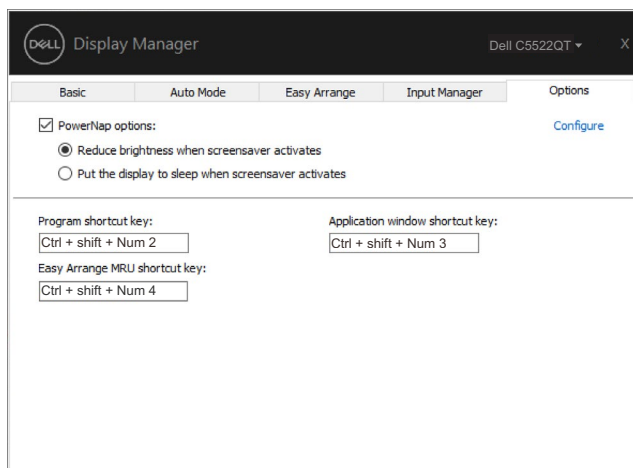 DELL Display Manager Dell C5522QT X
Basic Auto Mode Easy Arrange Input Manager Options
PowerNap options: Configure
Reduce brightness when screensaver activates
Put the display to sleep when screensaver activates
Program shortcut key: Application window shortcut key:
Ctrl + shift + Num 2 Ctrl + shift + Num 3
Easy Arrange MRU shortcut key:
Ctrl + shift + Num 4